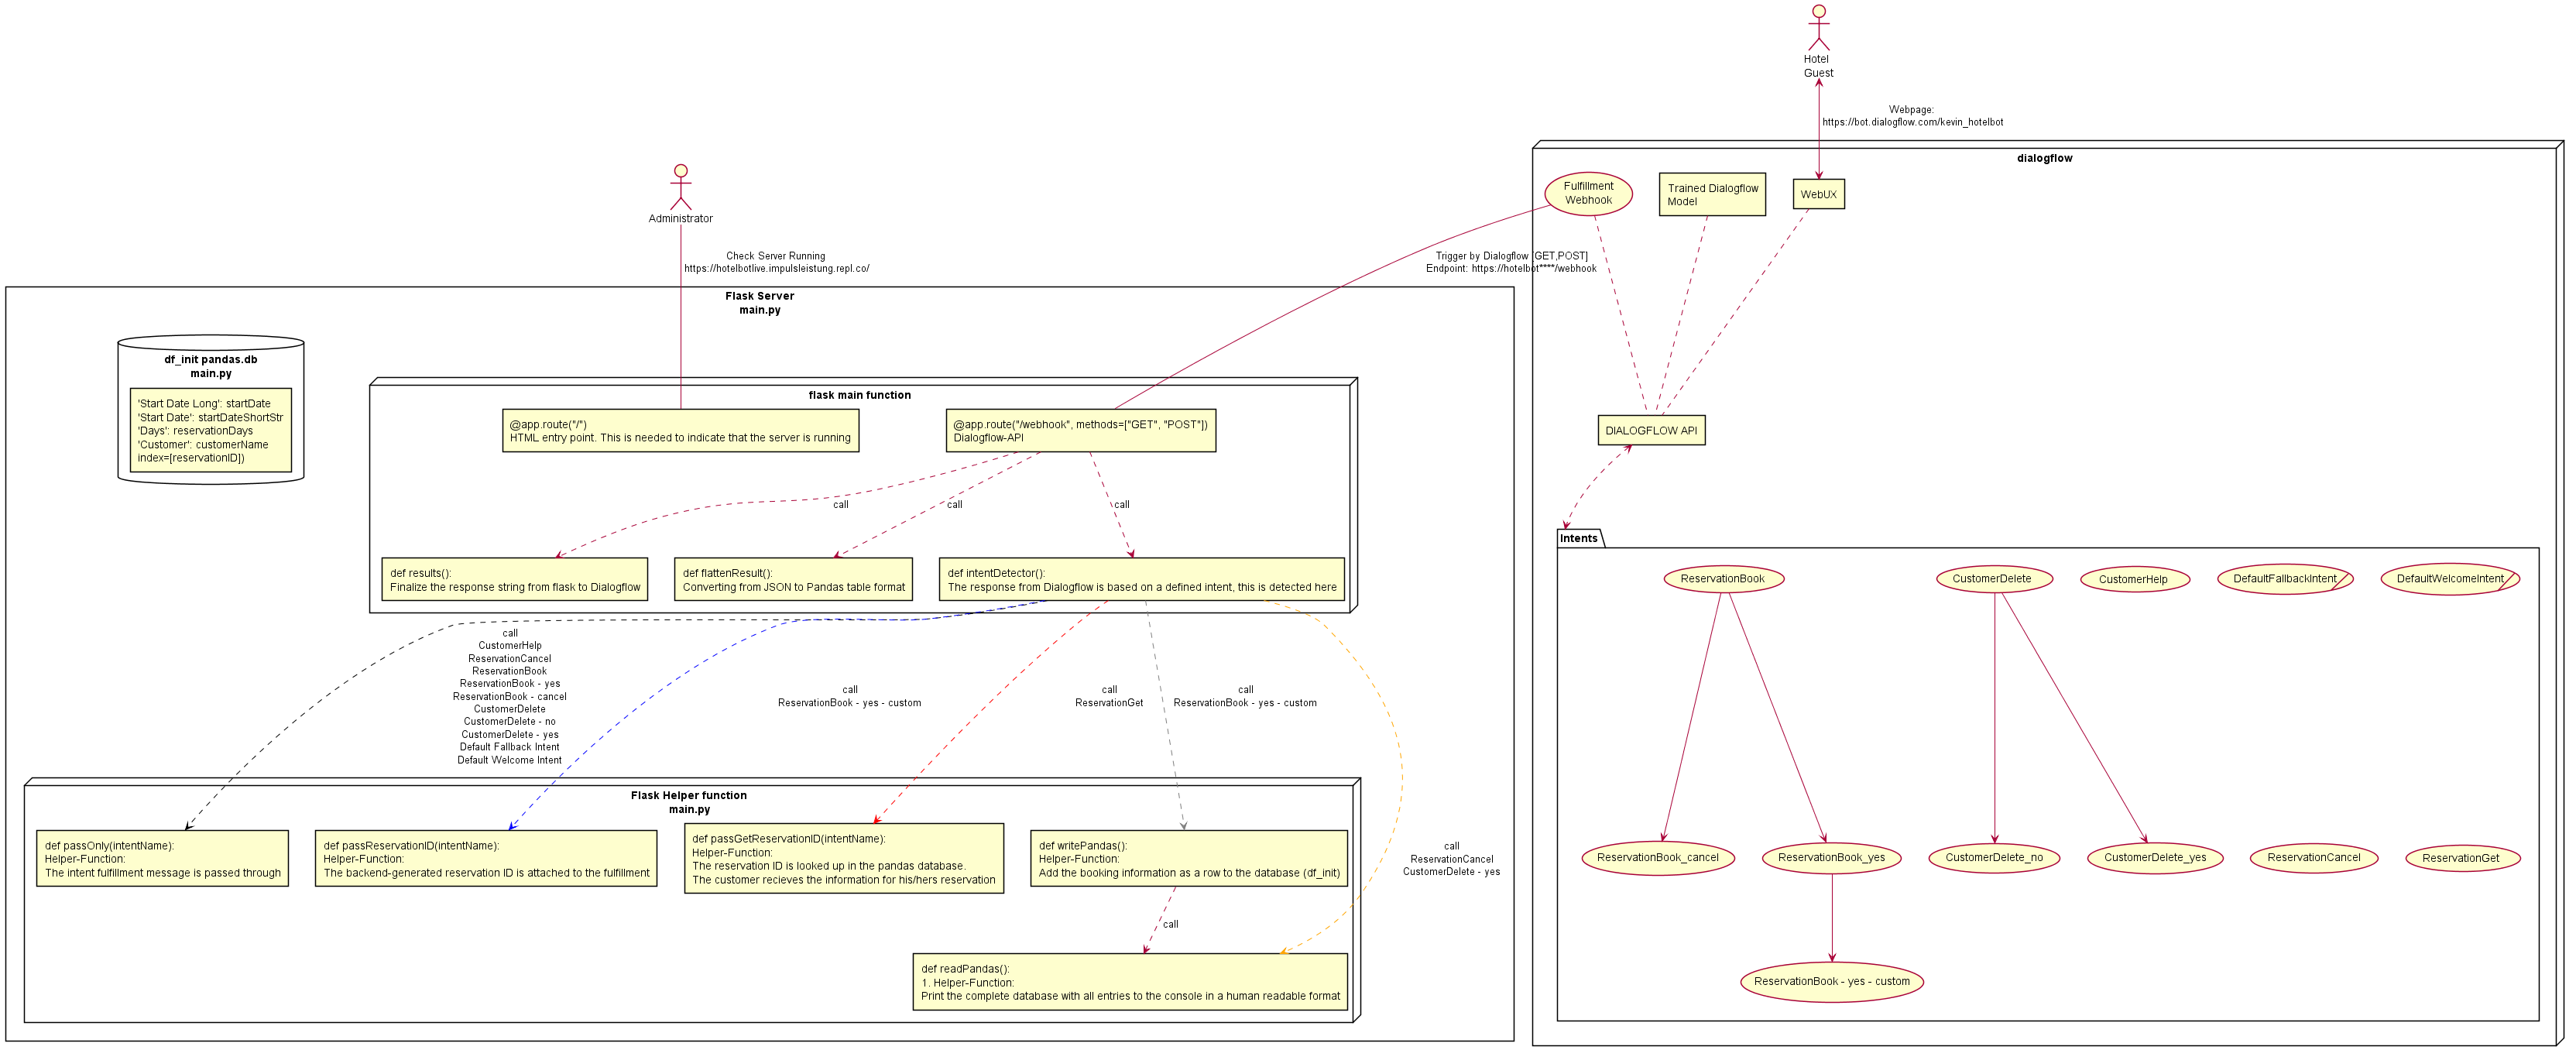 Hotel
Guest
Webpage:
https://bot.dialogflow.com/kevin_hotelbot
dialogflow
Fulfillment
Webhook
Trained Dialogflow
Model
WebUX
Administrator
Check Server Running
https://hotelbotlive.impulsleistung.repl.co/
Trigger by Dialogflow [GET,POST]
Endpoint: https://hotelbot****/webhook
Flask Server
main.py
df_init pandas.db
main.py
'Start Date Long': startDate
'Start Date': startDateShortStr
'Days': reservationDays
'Customer': customerName
index=[reservationID])
flask main function
@app.route("/")
HTML entry point. This is needed to indicate that the server is running
@app.route("/webhook", methods=["GET", "POST"])
Dialogflow-API
DIALOGFLOW API
call
call
call
def results():
Finalize the response string from flask to Dialogflow
def flattenResult():
Converting from JSON to Pandas table format
def intentDetector():
The response from Dialogflow is based on a defined intent, this is detected here
Intents
ReservationBook
CustomerDelete
CustomerHelp
DefaultFallbackIntent
DefaultWelcomeIntent
call
CustomerHelp
ReservationCancel
ReservationBook
ReservationBook - yes
ReservationBook - cancel
CustomerDelete
CustomerDelete - no
CustomerDelete - yes
Default Fallback Intent
Default Welcome Intent
call
ReservationBook - yes - custom
call
ReservationGet
call
ReservationBook - yes - custom
call
ReservationCancel
CustomerDelete - yes
Flask Helper function
main.py
def passOnly(intentName):
Helper-Function:
The intent fulfillment message is passed through
def passReservationID(intentName):
Helper-Function:
The backend-generated reservation ID is attached to the fulfillment
def passGetReservationID(intentName):
Helper-Function:
The reservation ID is looked up in the pandas database.
The customer recieves the information for his/hers reservation
def writePandas():
Helper-Function:
Add the booking information as a row to the database (df_init)
call
def readPandas():
1. Helper-Function:
Print the complete database with all entries to the console in a human readable format
ReservationBook_cancel
ReservationBook_yes
CustomerDelete_no
CustomerDelete_yes
ReservationCancel
ReservationGet
ReservationBook - yes - custom